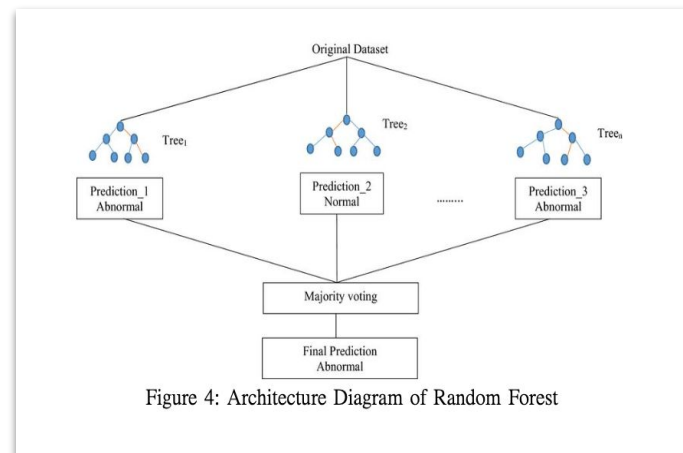 Original Dataset
Tree₁
Tree₂
Treeₙ
Prediction_1
Abnormal
Prediction_2
Normal
.........
Prediction_3
Abnormal
Majority voting
Final Prediction
Abnormal
Figure 4: Architecture Diagram of Random Forest